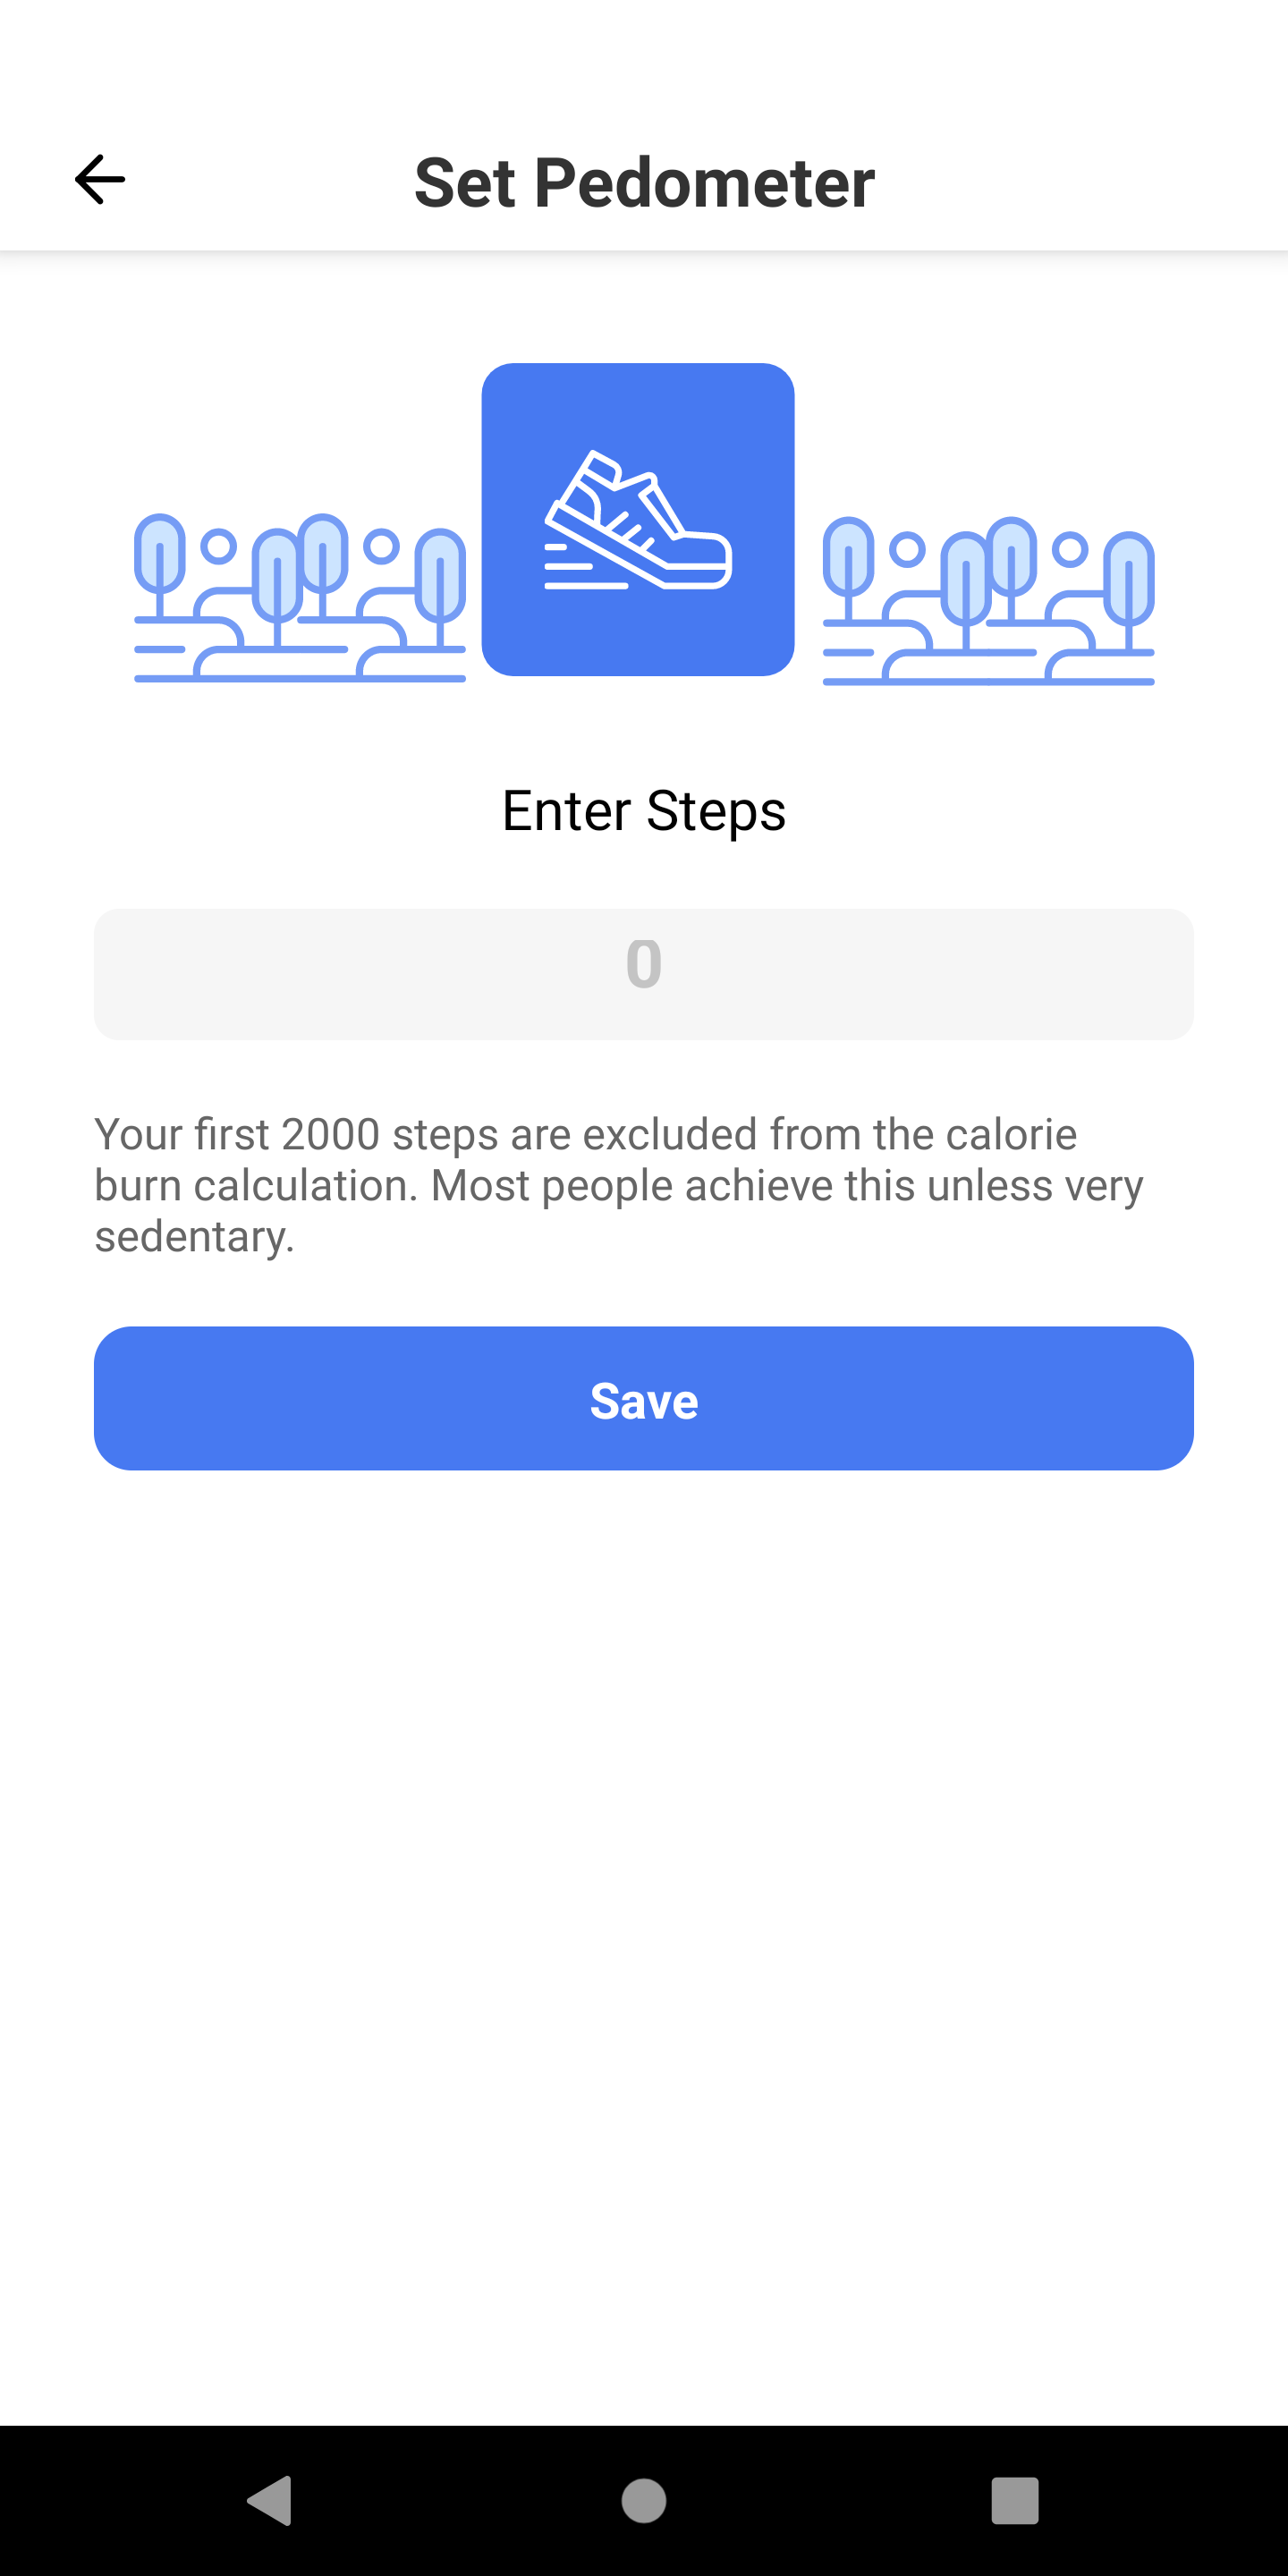 Set Pedometer
Enter Steps
0
Your first 2000 steps are excluded from the calorie
burn calculation. Most people achieve this unless very
sedentary.
Save